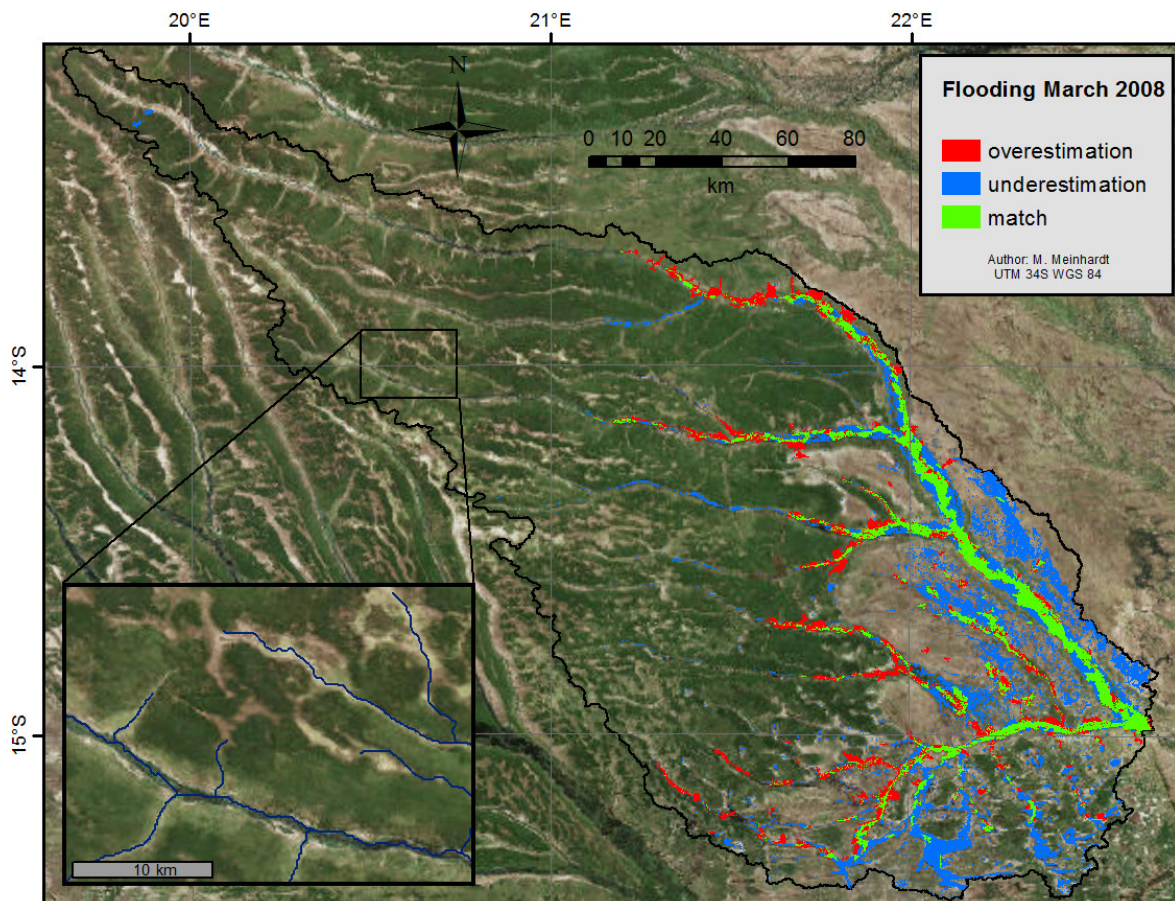 20°E 21°E 22°E
N
Flooding March 2008
overestimation
underestimation
match
Author: M. Meinhardt
UTM 34S WGS 84
0 10 20 40 60 80
km
14°S
15°S
10 km